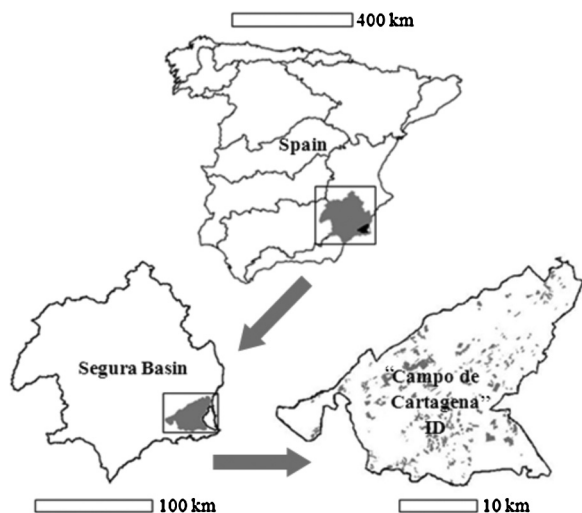 400 km
Spain
Segura Basin
"Campo de
Cartagena"
ID
100 km
10 km